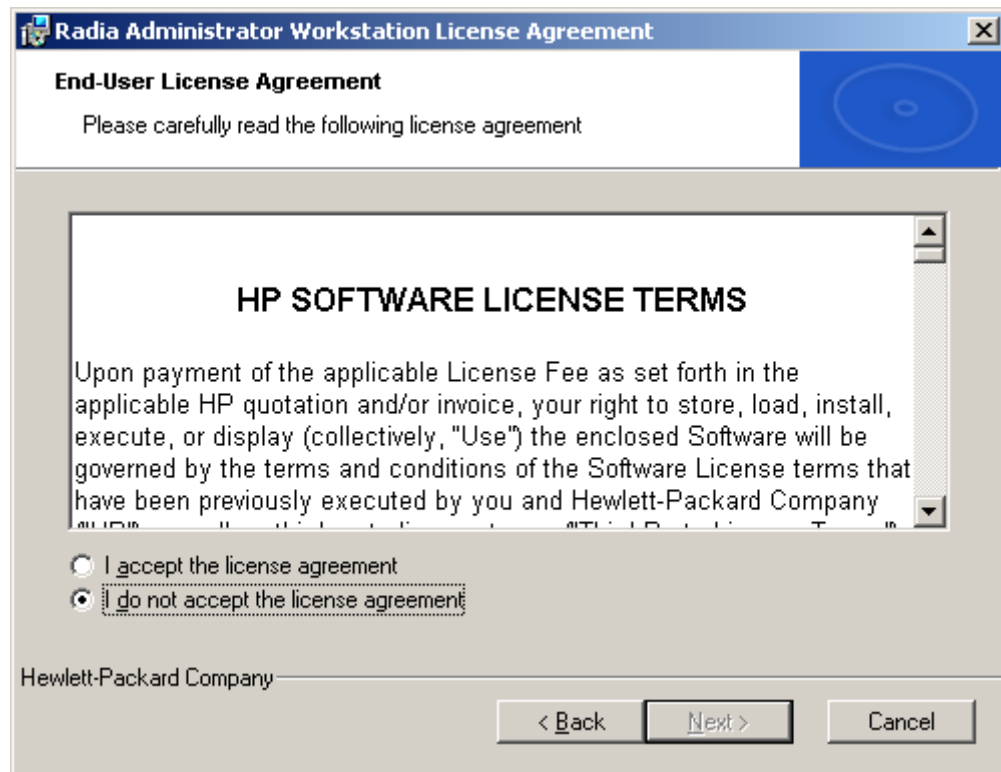 Radia Administrator Workstation License Agreement
End-User License Agreement
Please carefully read the following license agreement
HP SOFTWARE LICENSE TERMS
Upon payment of the applicable License Fee as set forth in the
applicable HP quotation and/or invoice, your right to store, load, install,
execute, or display (collectively, "Use") the enclosed Software will be
governed by the terms and conditions of the Software License terms that
have been previously executed by you and Hewlett-Packard Company
I accept the license agreement
I do not accept the license agreement
Hewlett-Packard Company
< Back Next > Cancel